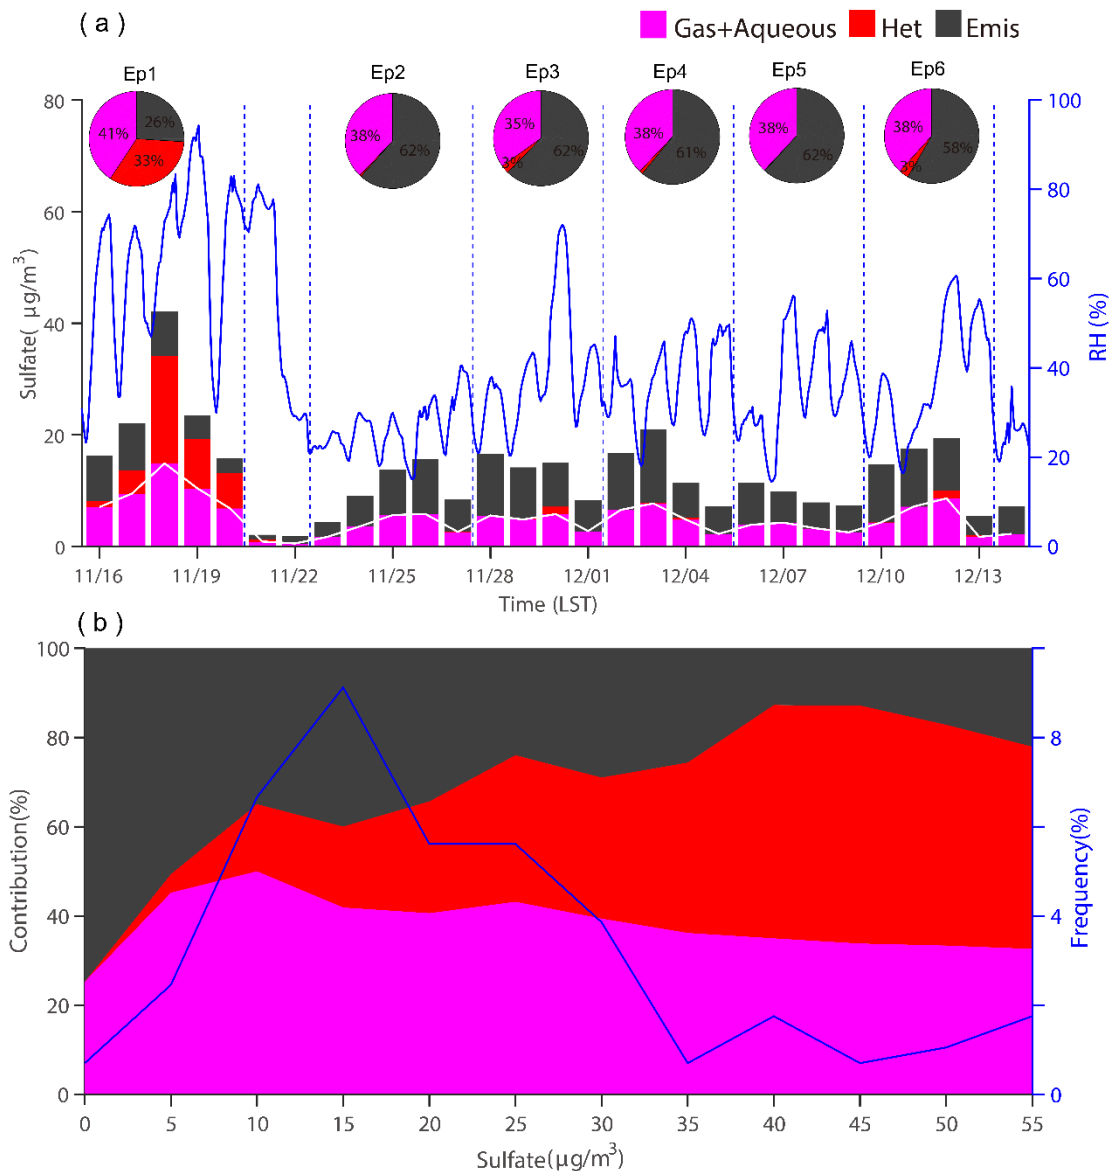 ( a )
Gas+Aqueous Het Emis
Ep1 Ep2 Ep3 Ep4 Ep5 Ep6
41% 26% 33%
38% 62%
35% 3% 62%
38% 61%
38% 62%
38% 3% 58%
80
60
40
20
0
Sulfate( μg/m³)
100
80
60
40
20
0
RH (%)
11/16 11/19 11/22 11/25 11/28 12/01 12/04 12/07 12/10 12/13
Time (LST)
( b )
100
80
60
40
20
0
Contribution(%)
8
4
0
Frequency(%)
0 5 10 15 20 25 30 35 40 45 50 55
Sulfate(μg/m³)